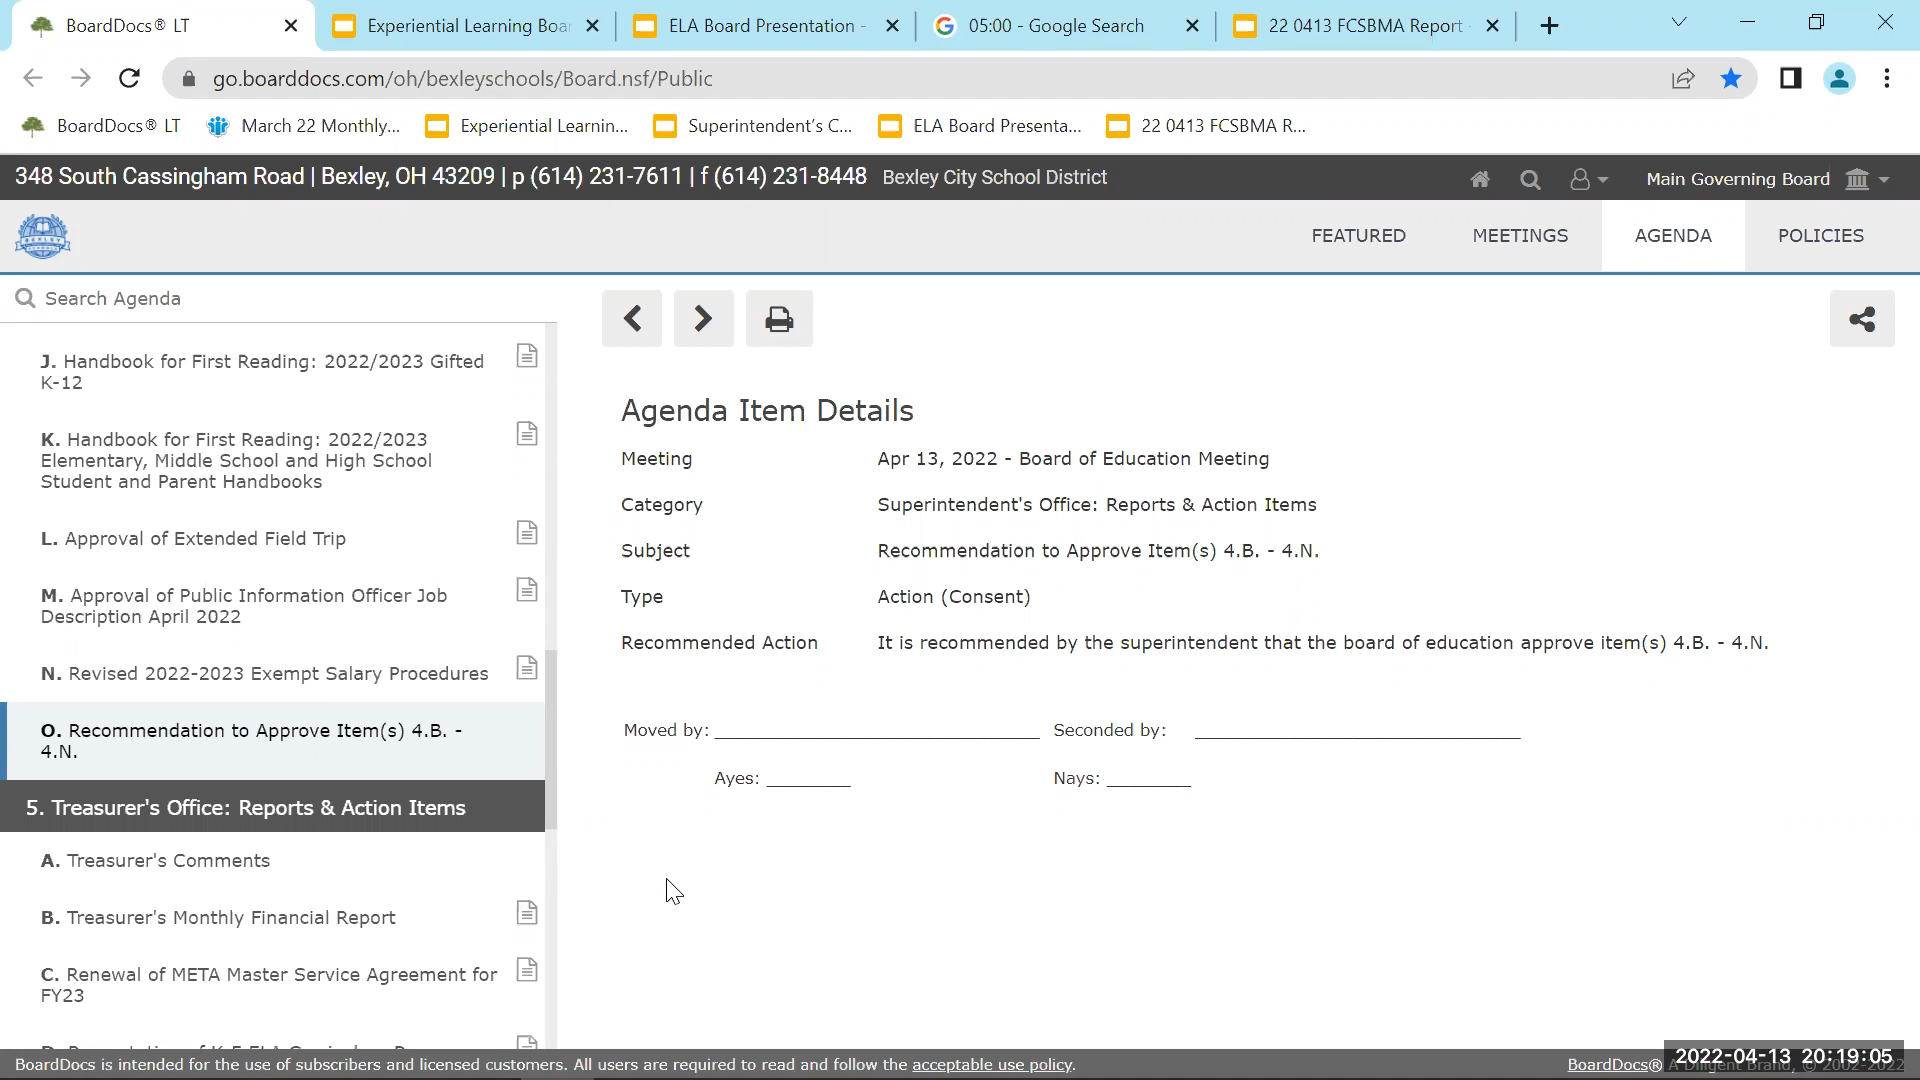 BoardDocs® LT
Experiential Learning Boar
ELA Board Presentation -
05:00 - Google Search
22 0413 FCSBMA Report -
go.boarddocs.com/oh/bexleyschools/Board.nsf/Public
BoardDocs® LT
March 22 Monthly...
Experiential Learnin...
Superintendent's C...
ELA Board Presenta...
22 0413 FCSBMA R...
348 South Cassingham Road | Bexley, OH 43209 | p (614) 231-7611 | f (614) 231-8448 Bexley City School District
Main Governing Board
BEXLEY
FEATURED
MEETINGS
AGENDA
POLICIES
Search Agenda
J. Handbook for First Reading: 2022/2023 Gifted
K-12
K. Handbook for First Reading: 2022/2023
Elementary, Middle School and High School
Student and Parent Handbooks
L. Approval of Extended Field Trip
M. Approval of Public Information Officer Job
Description April 2022
N. Revised 2022-2023 Exempt Salary Procedures
O. Recommendation to Approve Item(s) 4.B. -
4.N.
5. Treasurer's Office: Reports & Action Items
A. Treasurer's Comments
B. Treasurer's Monthly Financial Report
C. Renewal of META Master Service Agreement for
FY23
Agenda Item Details
Meeting Apr 13, 2022 - Board of Education Meeting
Category Superintendent's Office: Reports & Action Items
Subject Recommendation to Approve Item(s) 4.B. - 4.N.
Type Action (Consent)
Recommended Action It is recommended by the superintendent that the board of education approve item(s) 4.B. - 4.N.
Moved by: Seconded by:
Ayes: Nays:
BoardDocs is intended for the use of subscribers and licensed customers. All users are required to read and follow the acceptable use policy.
BoardDocs® A Diligent Brand, © 2002-2022
2022-04-13 20:19:05